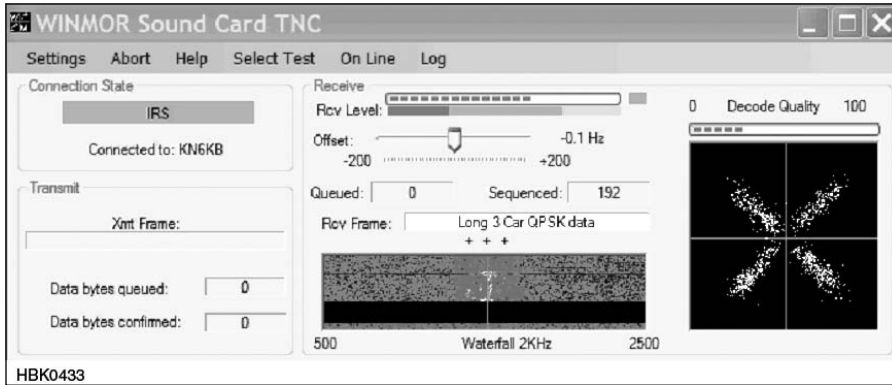 WINMOR Sound Card TNC
Settings Abort Help Select Test On Line Log
Connection State
IRS
Connected to: KN6KB
Transmit
Xmt Frame:
Data bytes queued: 0
Data bytes confirmed: 0
Receive
Rcv Level:
Offset: -0.1 Hz
-200 +200
Queued: 0 Sequenced: 192
Rcv Frame: Long 3 Car QPSK data
+ + +
500 Waterfall 2KHz 2500
0 Decode Quality 100
HBK0433